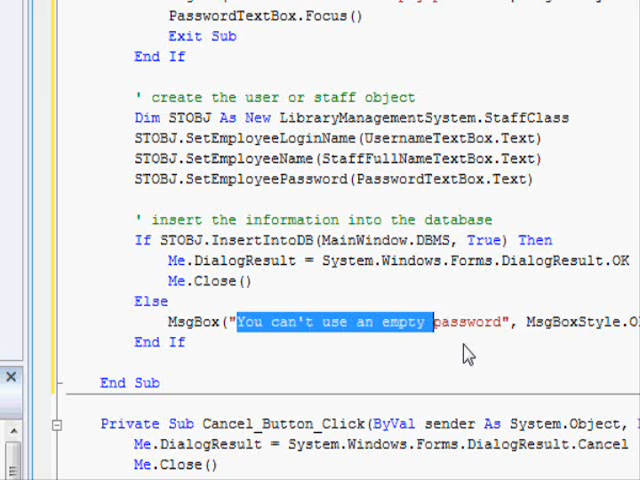 PasswordTextBox.Focus()
Exit Sub
End If
' create the user or staff object
Dim STOBJ As New LibraryManagementSystem.StaffClass
STOBJ.SetEmployeeLoginName(UsernameTextBox.Text)
STOBJ.SetEmployeeName(StaffFullNameTextBox.Text)
STOBJ.SetEmployeePassword(PasswordTextBox.Text)
' insert the information into the database
If STOBJ.InsertIntoDB(MainWindow.DBMS, True) Then
Me.DialogResult = System.Windows.Forms.DialogResult.OK
Me.Close()
Else
MsgBox("You can't use an empty password", MsgBoxStyle.O
End If
End Sub
Private Sub Cancel_Button_Click(ByVal sender As System.Object,
Me.DialogResult = System.Windows.Forms.DialogResult.Cancel
Me.Close()